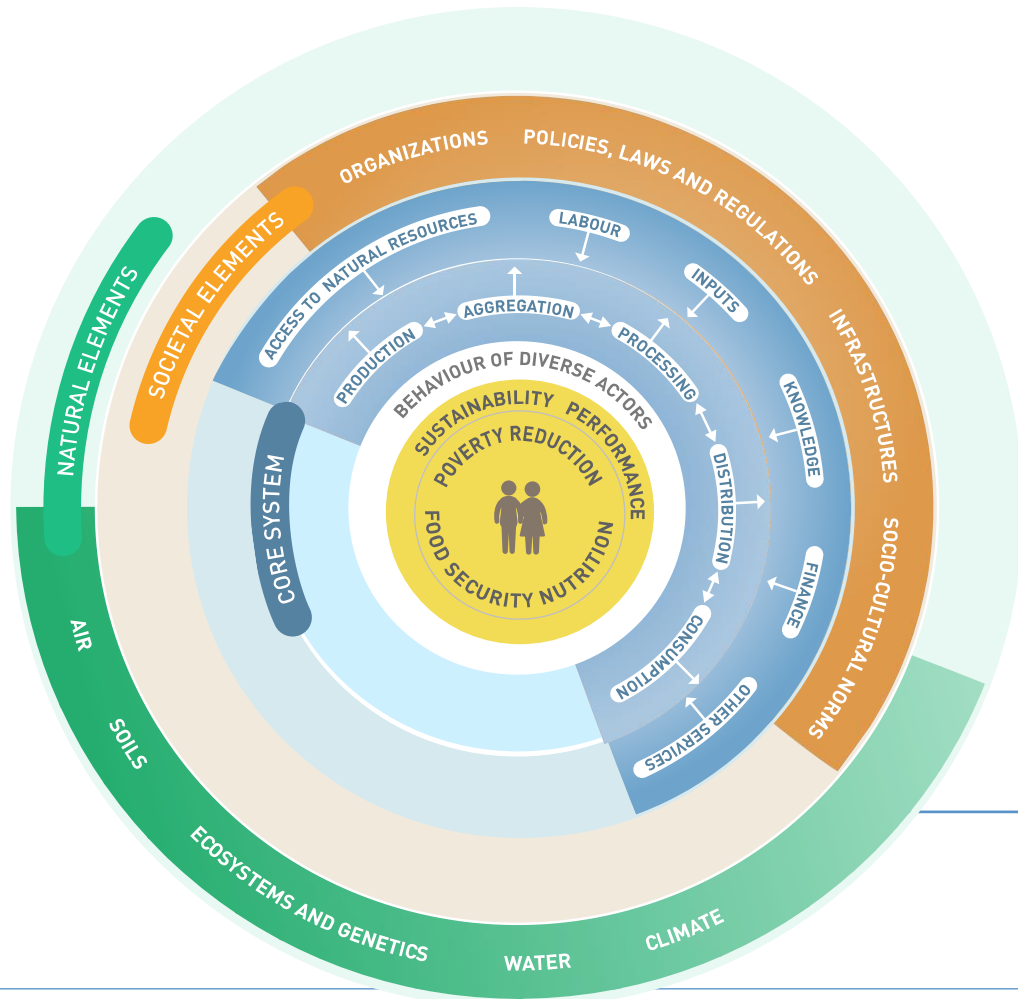 NATURAL ELEMENTS
SOCIETAL ELEMENTS
CORE SYSTEM
ORGANIZATIONS
POLICIES, LAWS AND REGULATIONS
INFRASTRUCTURES
SOCIO-CULTURAL NORMS
ACCESS TO NATURAL RESOURCES
LABOUR
INPUTS
KNOWLEDGE
FINANCE
OTHER SERVICES
PRODUCTION
AGGREGATION
PROCESSING
DISTRIBUTION
CONSUMPTION
BEHAVIOUR OF DIVERSE ACTORS
SUSTAINABILITY PERFORMANCE
POVERTY REDUCTION
FOOD SECURITY NUTRITION
AIR
SOILS
ECOSYSTEMS AND GENETICS
WATER
CLIMATE